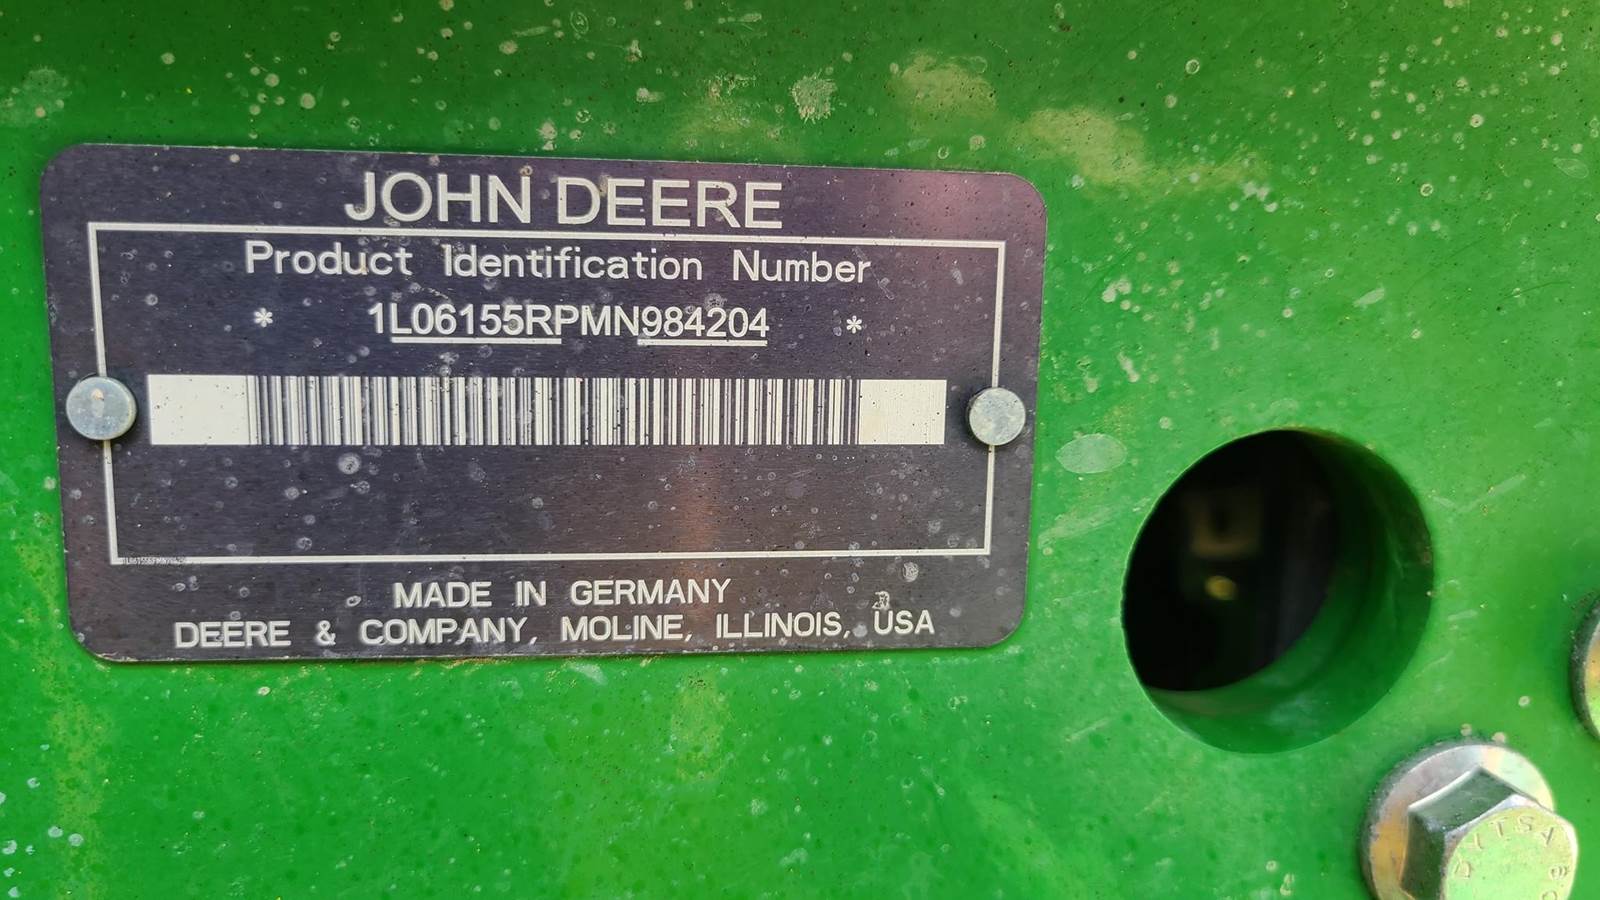 JOHN DEERE
Product Identification Number
* 1L06155RPMN984204 *
MADE IN GERMANY
DEERE & COMPANY, MOLINE, ILLINOIS, USA